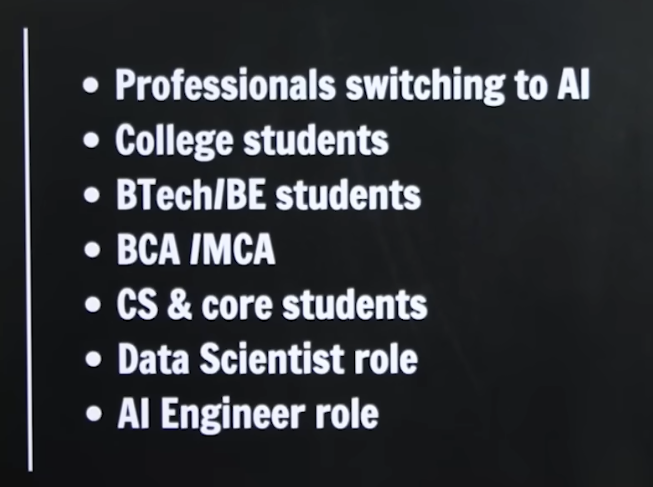 • Professionals switching to AI
• College students
• BTech/BE students
• BCA /MCA
• CS & core students
• Data Scientist role
• AI Engineer role